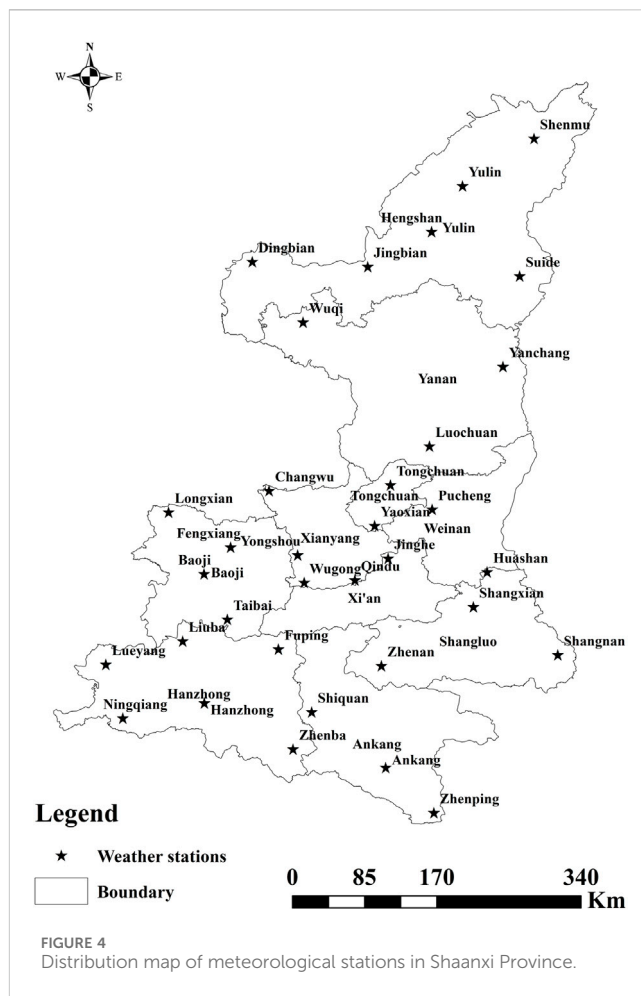 N
W E
S
Shenmu
Yulin
Hengshan
Yulin
Dingbian
Jingbian
Suide
Wuqi
Yanchang
Yanan
Luochuan
Changwu
Tongchuan
Longxian
Tongchuan
Pucheng
Yaoxian
Weinan
Fengxiang
Yongshou
Xianyang
Jinghe
Baoji
Baoji
Wugong
Qindu
Huashan
Xi'an
Shangxian
Taibai
Liuba
Fuping
Shangluo
Shangnan
Lueyang
Zhenan
Hanzhong
Hanzhong
Shiquan
Ningqiang
Zhenba
Ankang
Ankang
Zhenping
Legend
Weather stations
Boundary
0 85 170 340
Km
FIGURE 4
Distribution map of meteorological stations in Shaanxi Province.